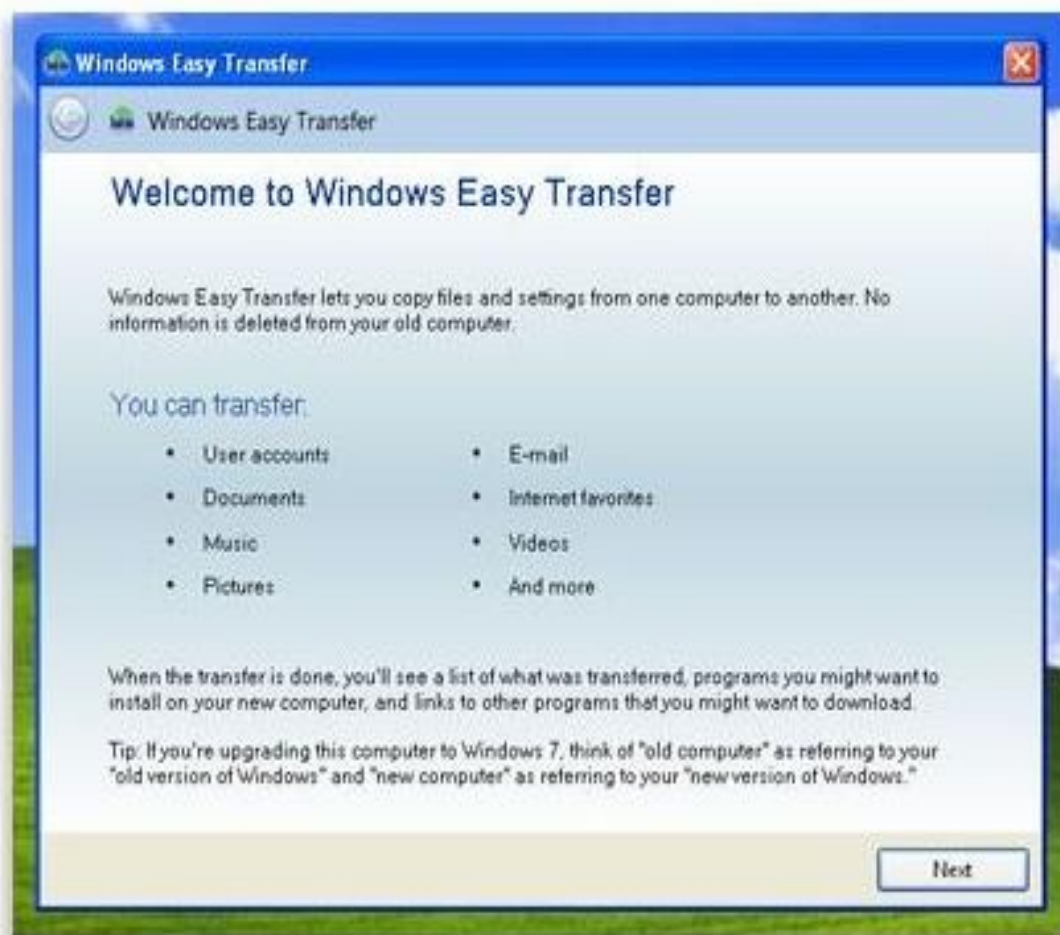 Windows Easy Transfer
Windows Easy Transfer
Welcome to Windows Easy Transfer
Windows Easy Transfer lets you copy files and settings from one computer to another. No
information is deleted from your old computer.
You can transfer:
• User accounts
• Documents
• Music
• Pictures
• E-mail
• Internet favorites
• Videos
• And more
When the transfer is done, you'll see a list of what was transferred, programs you might want to
install on your new computer, and links to other programs that you might want to download.
Tip: If you're upgrading this computer to Windows 7, think of "old computer" as referring to your
"old version of Windows" and "new computer" as referring to your "new version of Windows."
Next